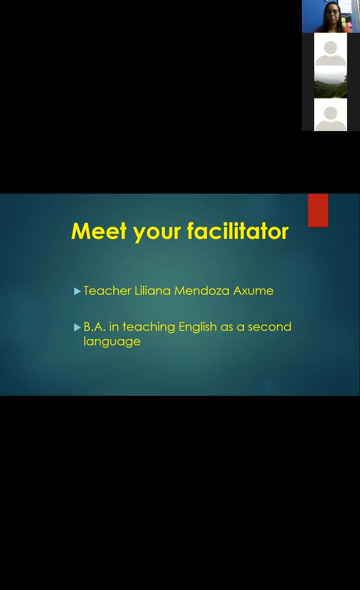 Meet your facilitator
Teacher Liliana Mendoza Axume
B.A. in teaching English as a second
language